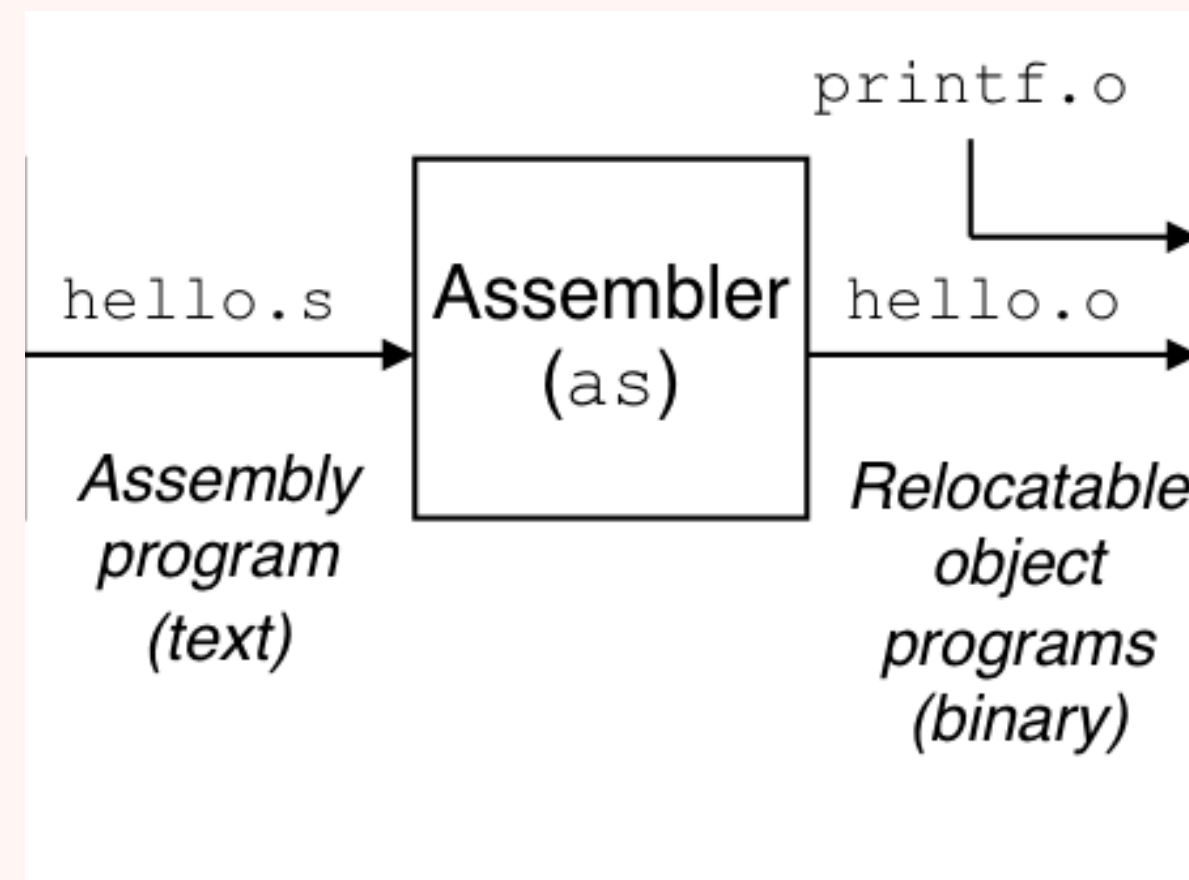 printf.o
hello.s
Assembler
(as)
hello.o
Assembly
program
(text)
Relocatable
object
programs
(binary)